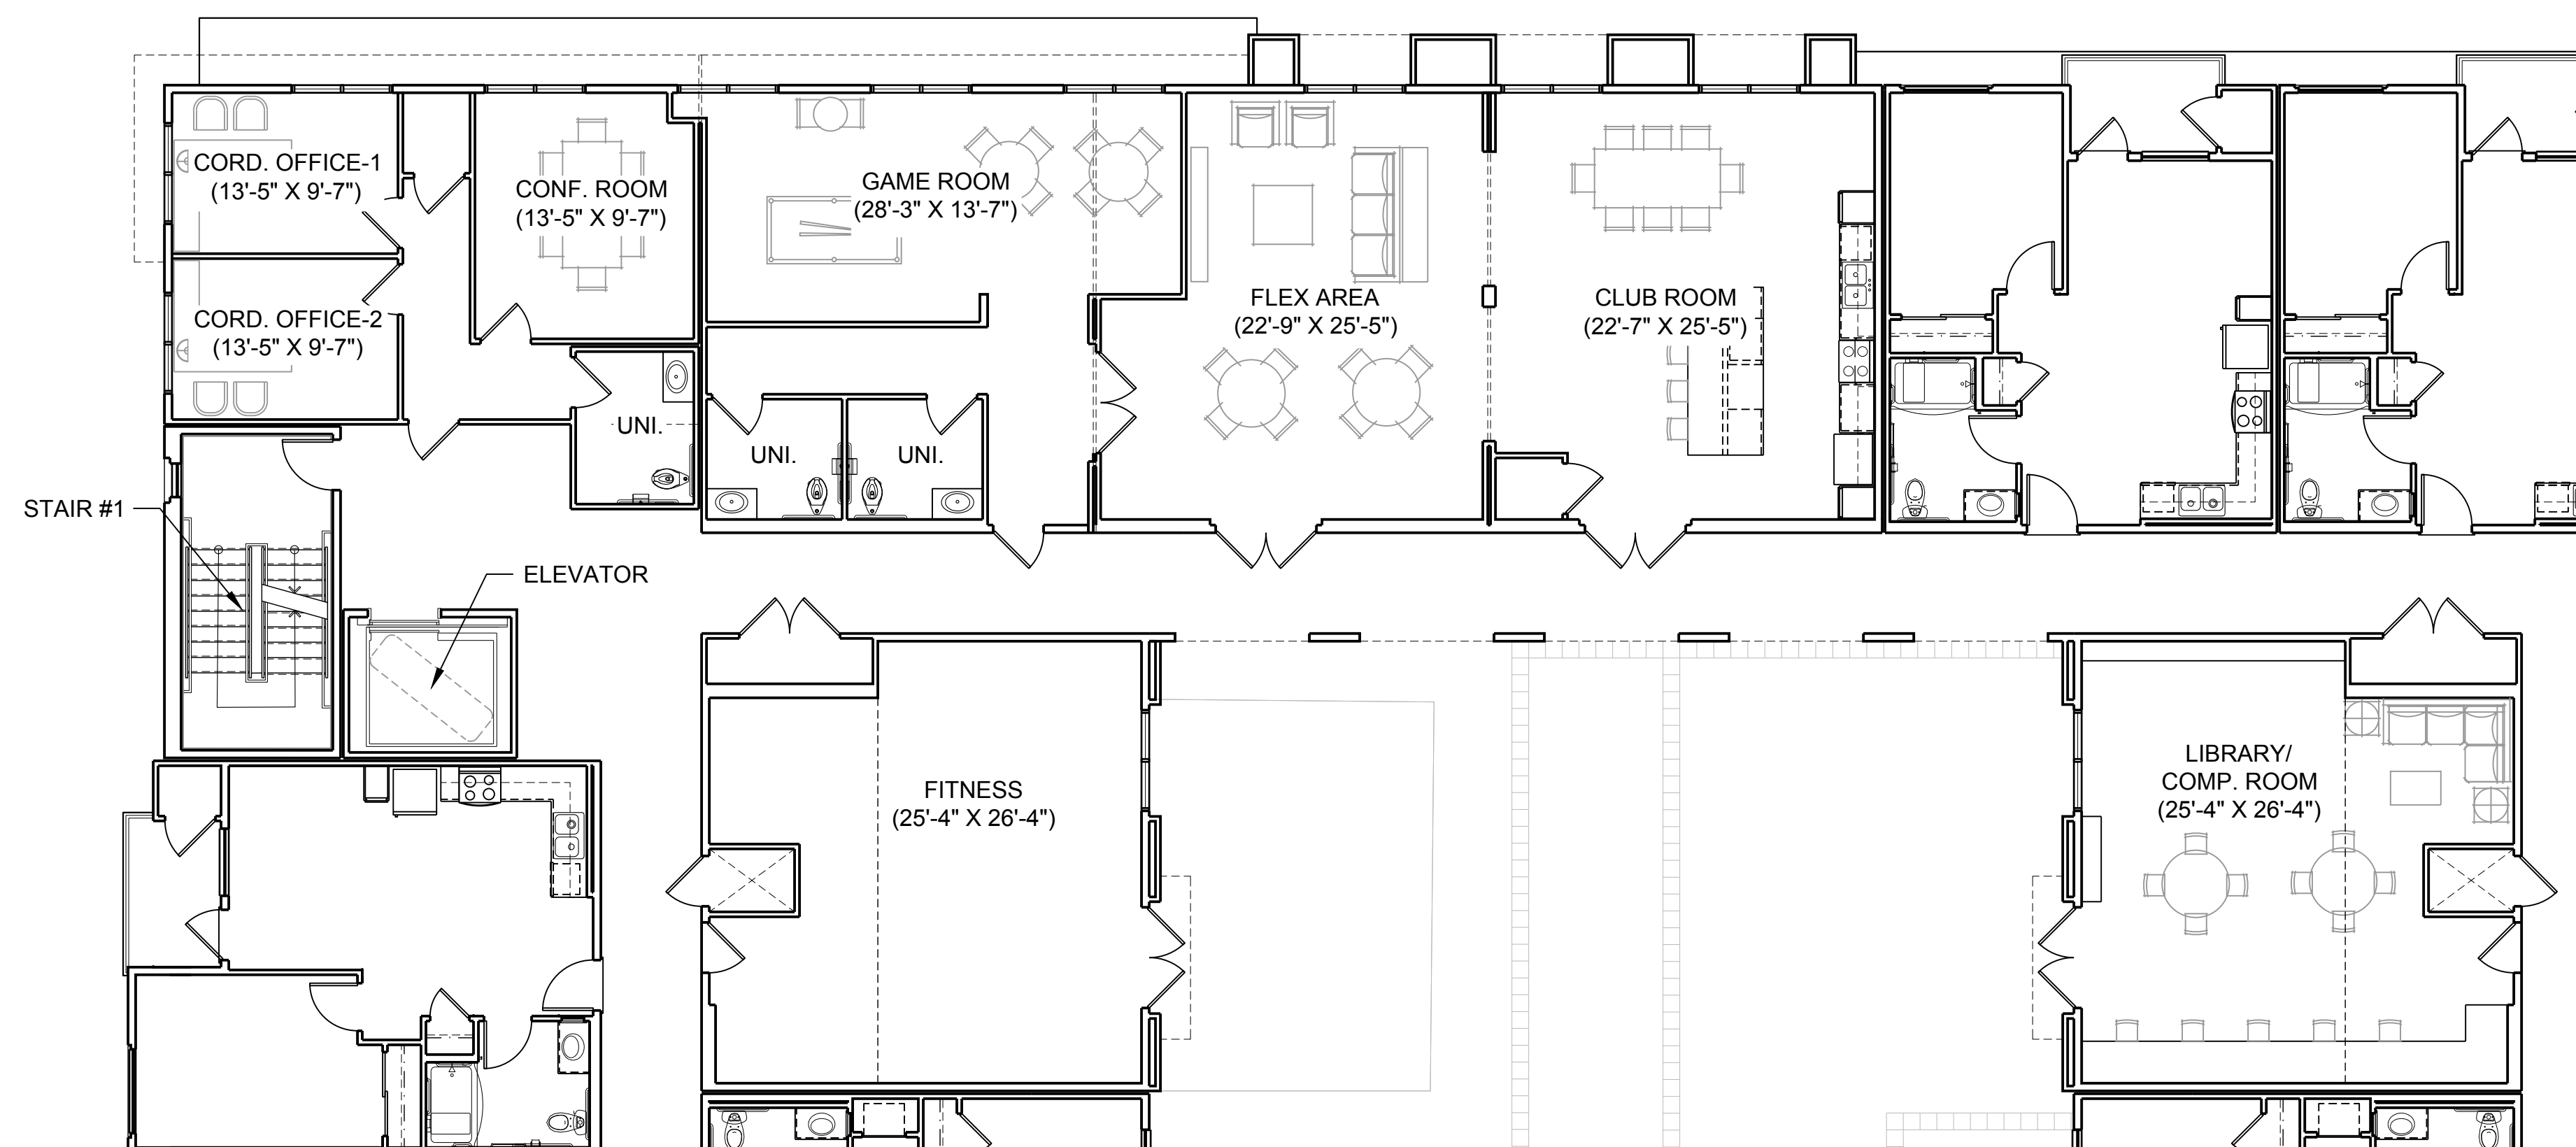 CORD. OFFICE-1
(13'-5" X 9'-7")
CONF. ROOM
(13'-5" X 9'-7")
GAME ROOM
(28'-3" X 13'-7")
CORD. OFFICE-2
(13'-5" X 9'-7")
FLEX AREA
(22'-9" X 25'-5")
CLUB ROOM
(22'-7" X 25'-5")
UNI.
UNI.
UNI.
STAIR #1
ELEVATOR
FITNESS
(25'-4" X 26'-4")
LIBRARY/
COMP. ROOM
(25'-4" X 26'-4")